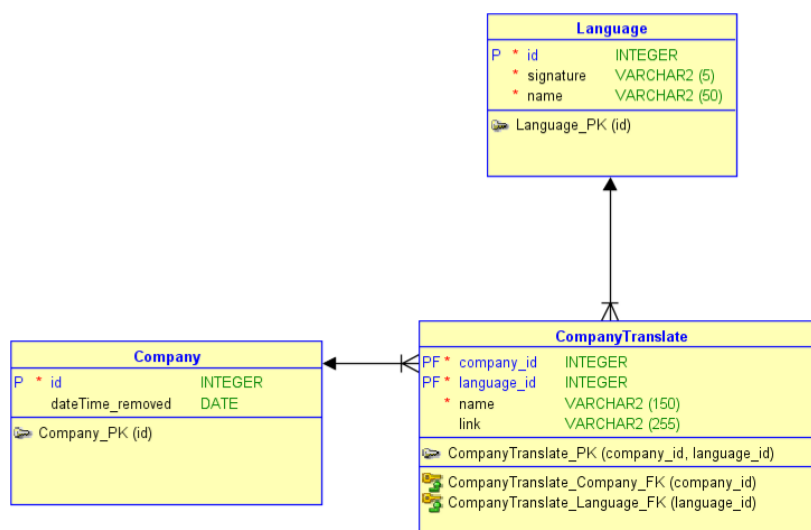 Language
P * id INTEGER
* signature VARCHAR2 (5)
* name VARCHAR2 (50)
Language_PK (id)
Company
P * id INTEGER
dateTime_removed DATE
Company_PK (id)
CompanyTranslate
PF * company_id INTEGER
PF * language_id INTEGER
* name VARCHAR2 (150)
link VARCHAR2 (255)
CompanyTranslate_PK (company_id, language_id)
CompanyTranslate_Company_FK (company_id)
CompanyTranslate_Language_FK (language_id)